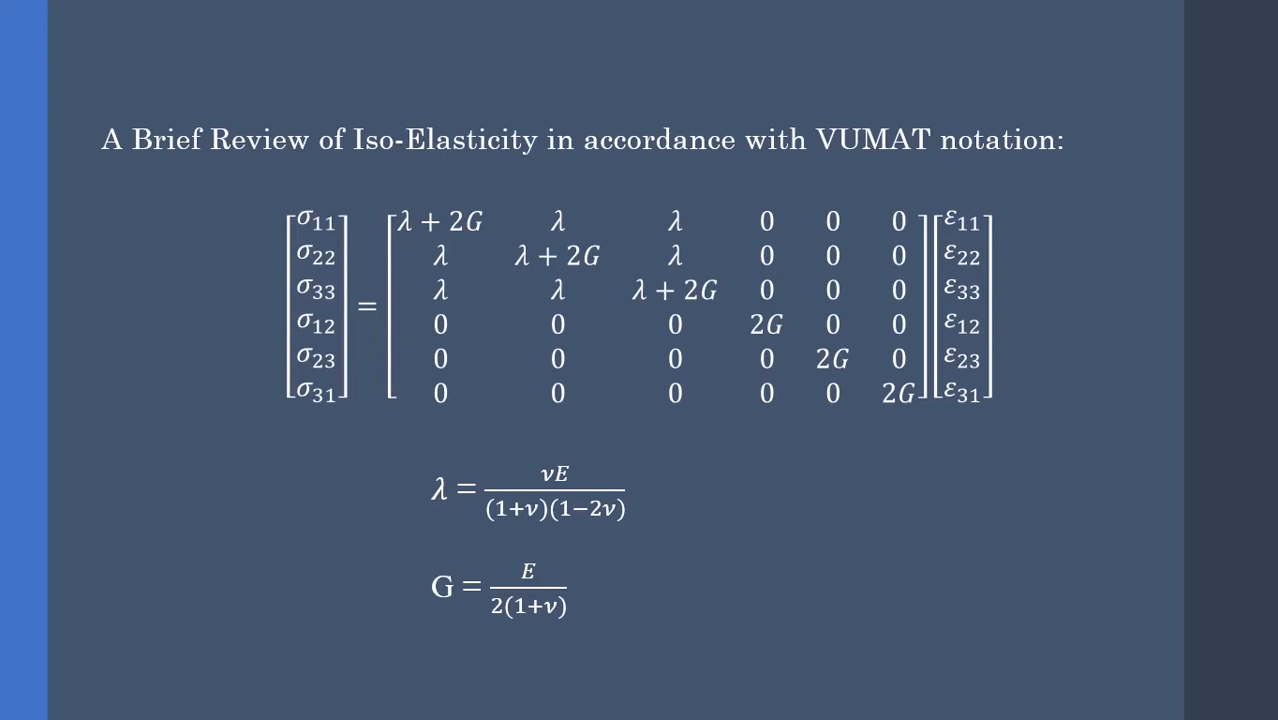 A Brief Review of Iso-Elasticity in accordance with VUMAT notation:
[σ11 σ22 σ33 σ12 σ23 σ31] = [λ + 2G λ λ 0 0 0; λ λ + 2G λ 0 0 0; λ λ λ + 2G 0 0 0; 0 0 0 2G 0 0; 0 0 0 0 2G 0; 0 0 0 0 0 2G] [ε11 ε22 ε33 ε12 ε23 ε31]
λ = νE / (1+ν)(1−2ν)
G = E / 2(1+ν)